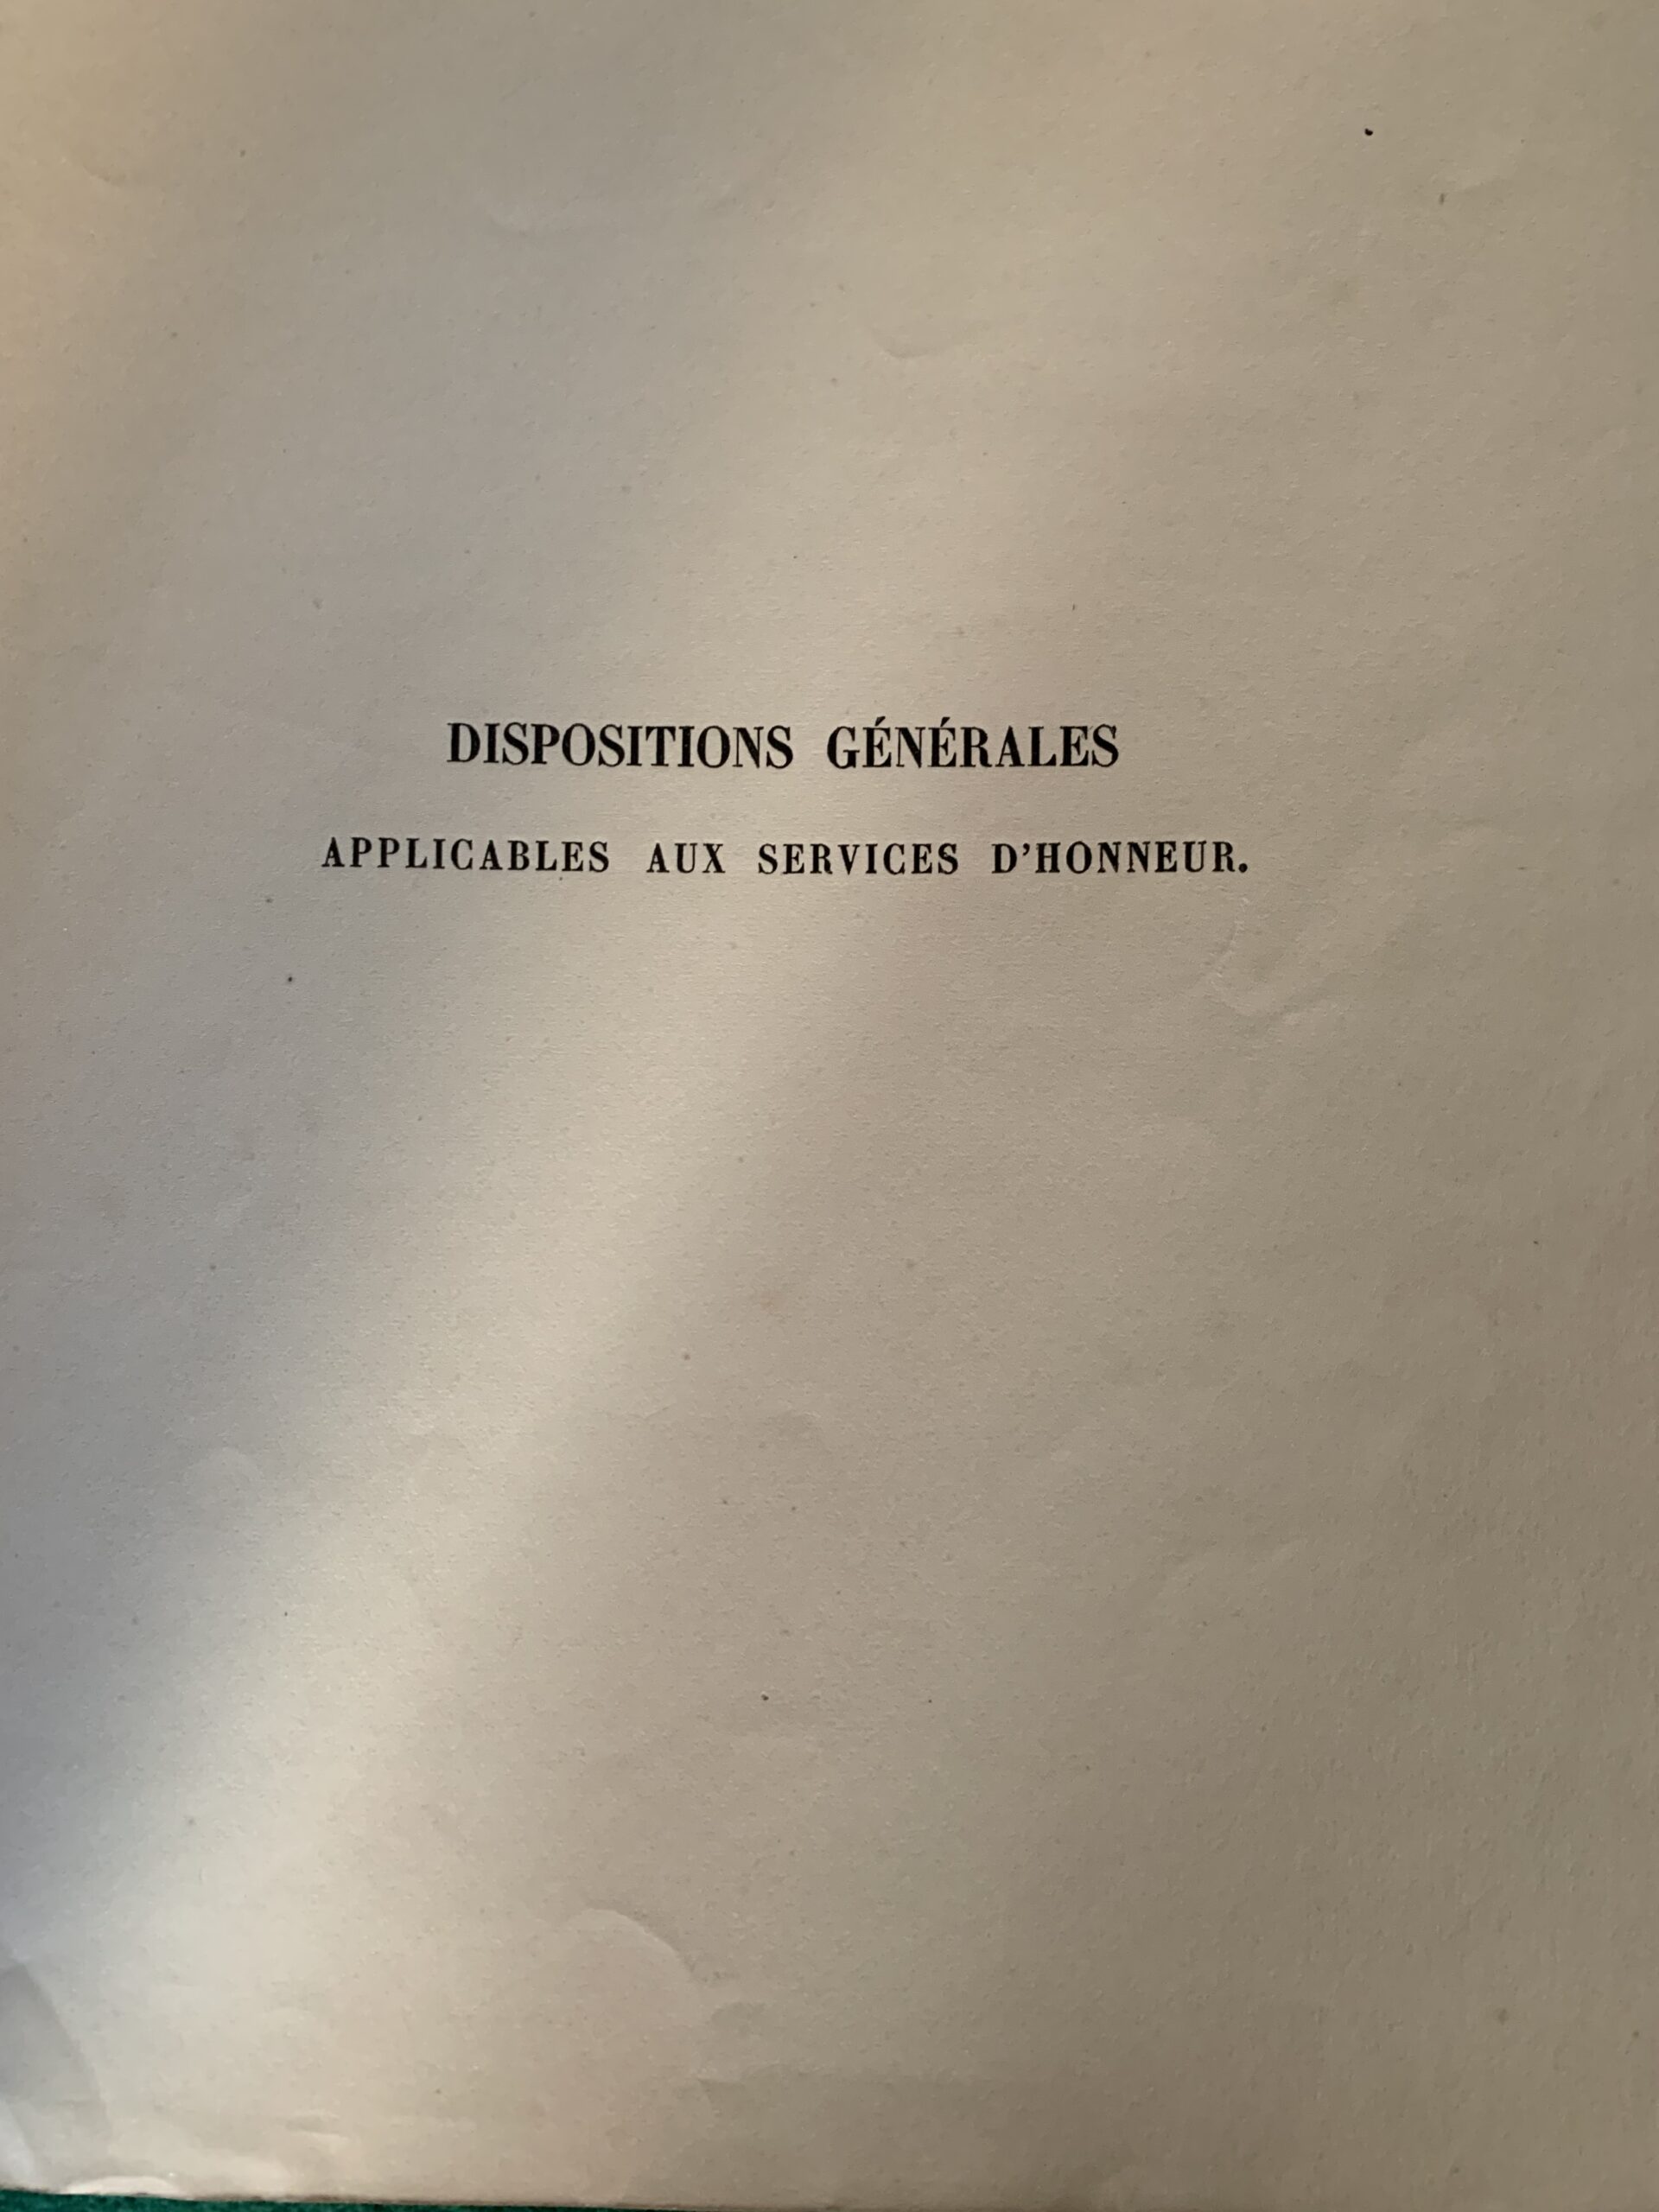 DISPOSITIONS GÉNÉRALES
APPLICABLES AUX SERVICES D'HONNEUR.